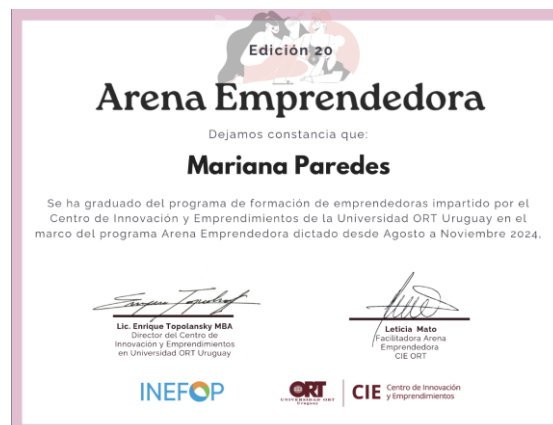 Edición 20
Arena Emprendedora
Dejamos constancia que:
Mariana Paredes
Se ha graduado del programa de formación de emprendedoras impartido por el
Centro de Innovación y Emprendimientos de la Universidad ORT Uruguay en el
marco del programa Arena Emprendedora dictado desde Agosto a Noviembre 2024,
Lic. Enrique Topolansky MBA
Director del Centro de
Innovación y Emprendimientos
en Universidad ORT Uruguay
Leticia Mato
Facilitadora Arena
Emprendedora
CIE ORT
INEFOP
ORT
UNIVERSIDAD ORT
Uruguay
CIE
Centro de Innovación
y Emprendimientos